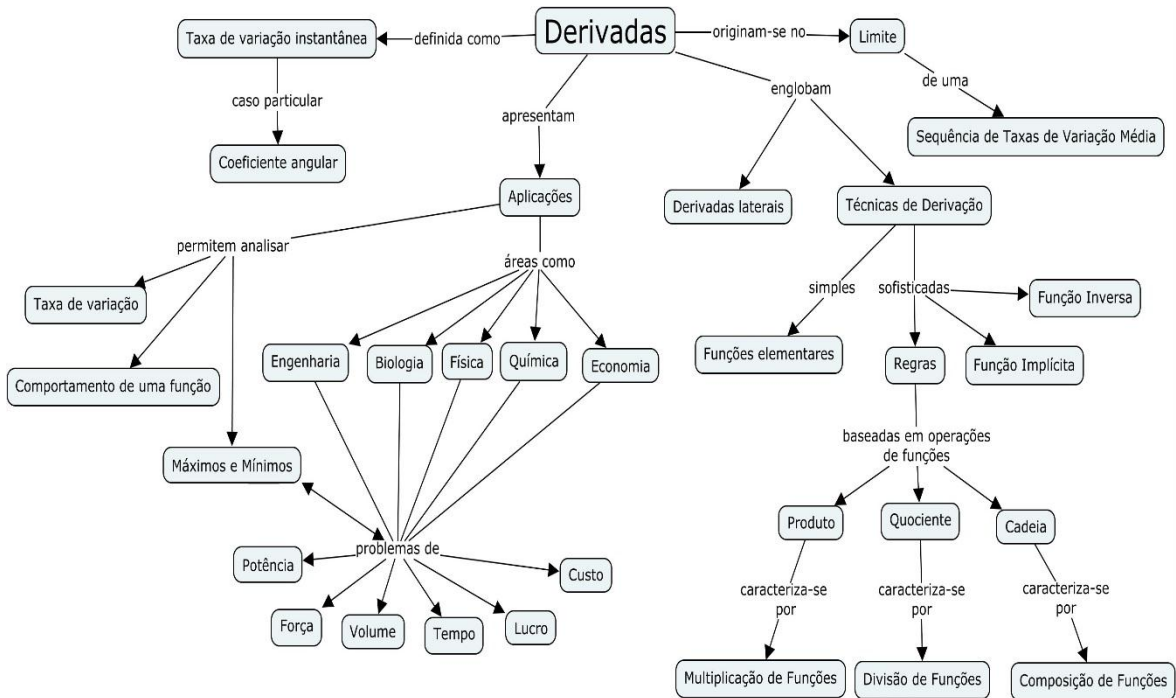 Derivadas
Taxa de variação instantânea
definida como
originam-se no
Limite
caso particular
apresentam
englobam
de uma
Coeficiente angular
Sequência de Taxas de Variação Média
Aplicações
Derivadas laterais
Técnicas de Derivação
permitem analisar
áreas como
simples
sofisticadas
Função Inversa
Taxa de variação
Engenharia
Biologia
Física
Química
Economia
Funções elementares
Regras
Função Implícita
Comportamento de uma função
baseadas em operações
de funções
Máximos e Mínimos
Produto
Quociente
Cadeia
problemas de
Potência
Custo
Força
Volume
Tempo
Lucro
caracteriza-se
por
caracteriza-se
por
caracteriza-se
por
Multiplicação de Funções
Divisão de Funções
Composição de Funções